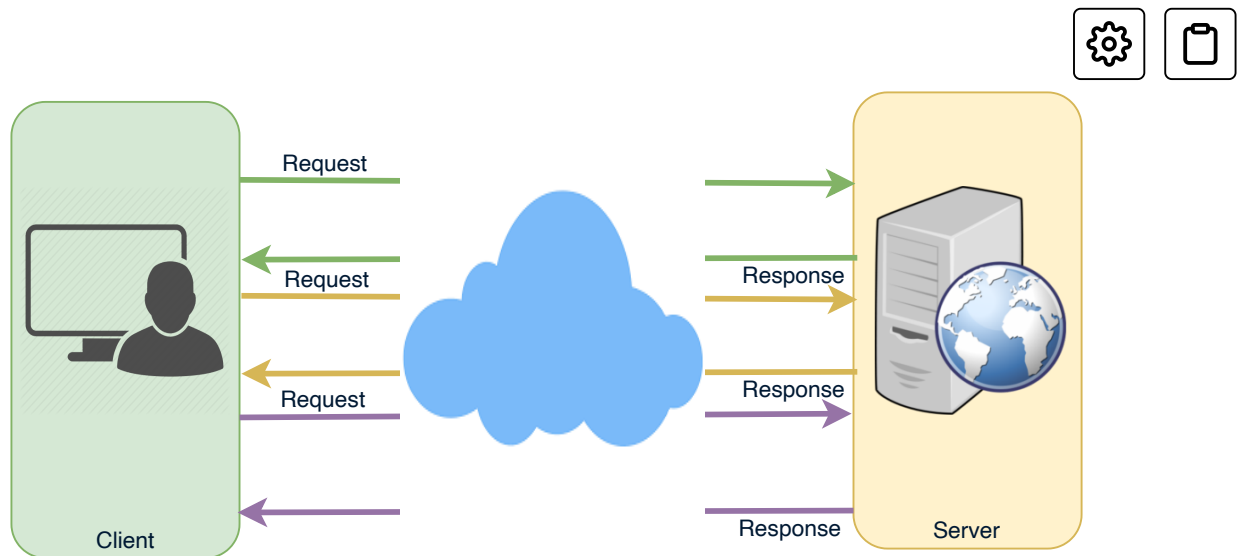 Request
Response
Request
Response
Request
Response
Client
Server